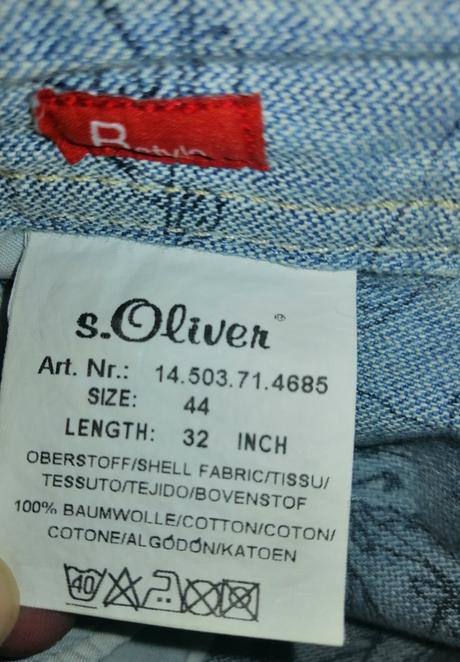 s.Oliver®
Art. Nr.: 14.503.71.4685
SIZE: 44
LENGTH: 32 INCH
OBERSTOFF/SHELL FABRIC/TISSU/
TESSUTO/TEJIDO/BOVENSTOF
100% BAUMWOLLE/COTTON/COTON/
COTONE/ALGODÓN/KATOEN
40